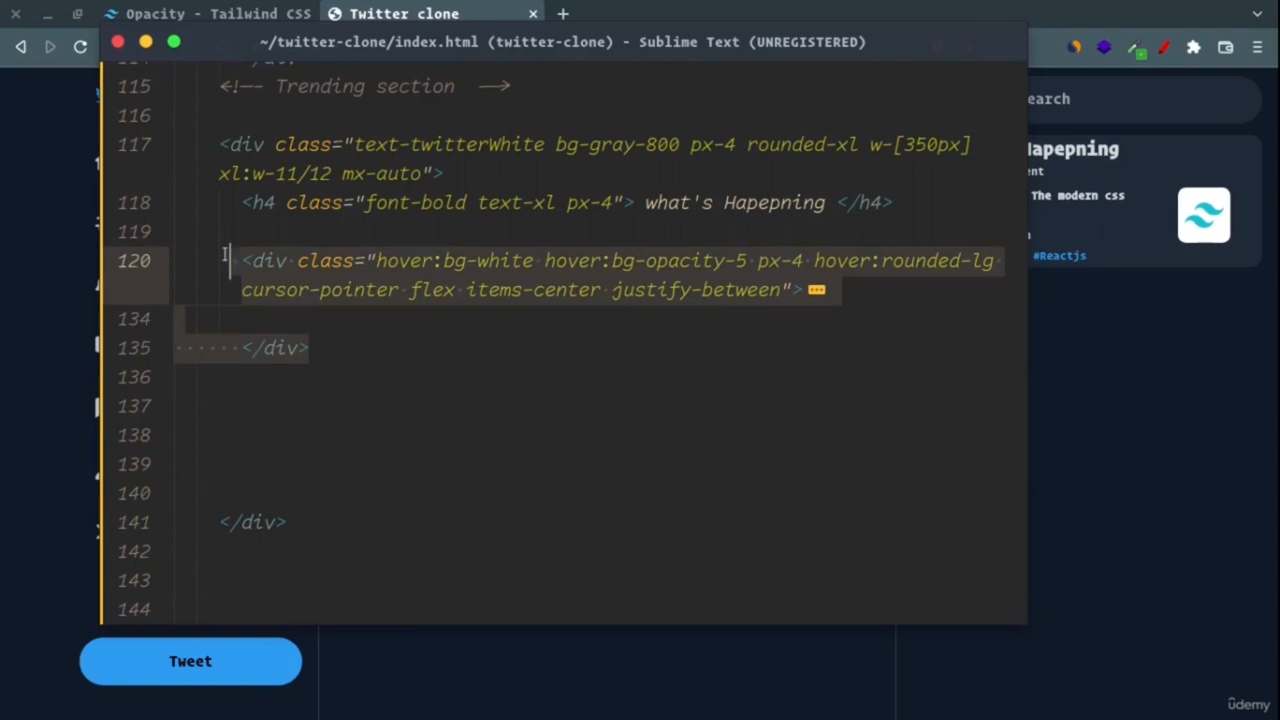 Opacity - Tailwind CSS
Twitter clone
~/twitter-clone/index.html (twitter-clone) - Sublime Text (UNREGISTERED)
115 <!-- Trending section -->
116
117 <div class="text-twitterWhite bg-gray-800 px-4 rounded-xl w-[350px]
xl:w-11/12 mx-auto">
118 <h4 class="font-bold text-xl px-4"> what's Hapepning </h4>
119
120 <div class="hover:bg-white hover:bg-opacity-5 px-4 hover:rounded-lg
cursor-pointer flex items-center justify-between">
134
135 </div>
136
137
138
139
140
141 </div>
142
143
144
earch
Hapepning
ent
The modern css
#Reactjs
Tweet
ûdemy